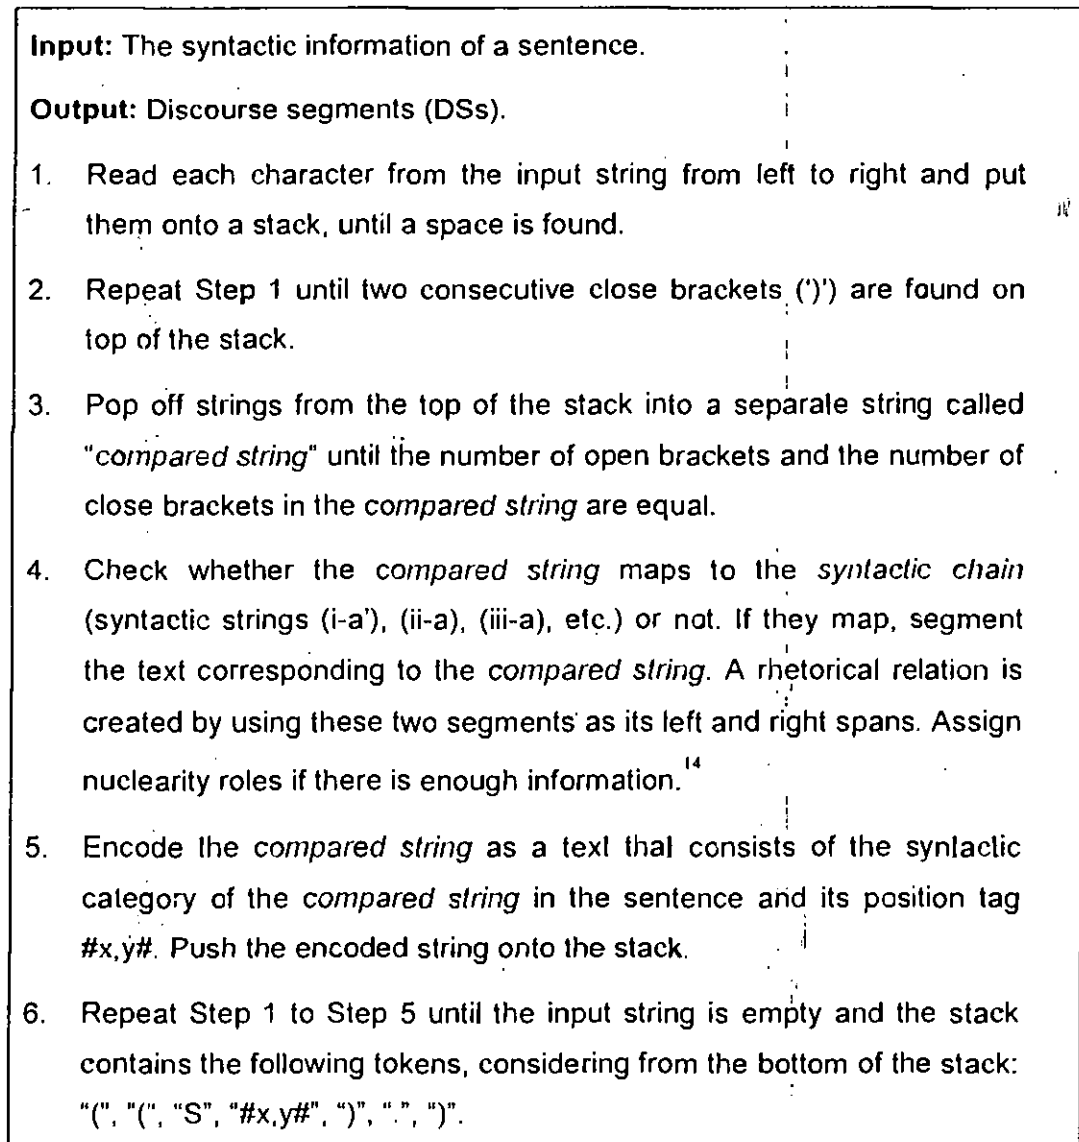 Input: The syntactic information of a sentence.
Output: Discourse segments (DSs).
1. Read each character from the input string from left to right and put
them onto a stack, until a space is found.
2. Repeat Step 1 until two consecutive close brackets (')') are found on
top of the stack.
3. Pop off strings from the top of the stack into a separate string called
"compared string" until the number of open brackets and the number of
close brackets in the compared string are equal.
4. Check whether the compared string maps to the syntactic chain
(syntactic strings (i-a'), (ii-a), (iii-a), etc.) or not. If they map, segment
the text corresponding to the compared string. A rhetorical relation is
created by using these two segments as its left and right spans. Assign
nuclearity roles if there is enough information.14
5. Encode the compared string as a text that consists of the syntactic
category of the compared string in the sentence and its position tag
#x,y#. Push the encoded string onto the stack.
6. Repeat Step 1 to Step 5 until the input string is empty and the stack
contains the following tokens, considering from the bottom of the stack:
"(", "(", "S", "#x,y#", ")", ".", ")".